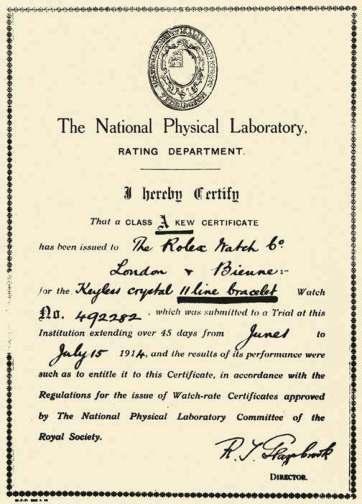 The National Physical Laboratory,
RATING DEPARTMENT.
I hereby Certify
That a CLASS A KEW CERTIFICATE
has been issued to The Rolex Watch Co.
London & Bienne:-
for the Keyless crystal 11 line bracelet Watch
No. 492282, which was submitted to a Trial at this
Institution extending over 45 days from June 1 to
July 15 1914, and the results of its performance were
such as to entitle it to this Certificate, in accordance with the
Regulations for the issue of Watch-rate Certificates approved
by The National Physical Laboratory Committee of the
Royal Society.
R. T. Glazebrook
DIRECTOR.